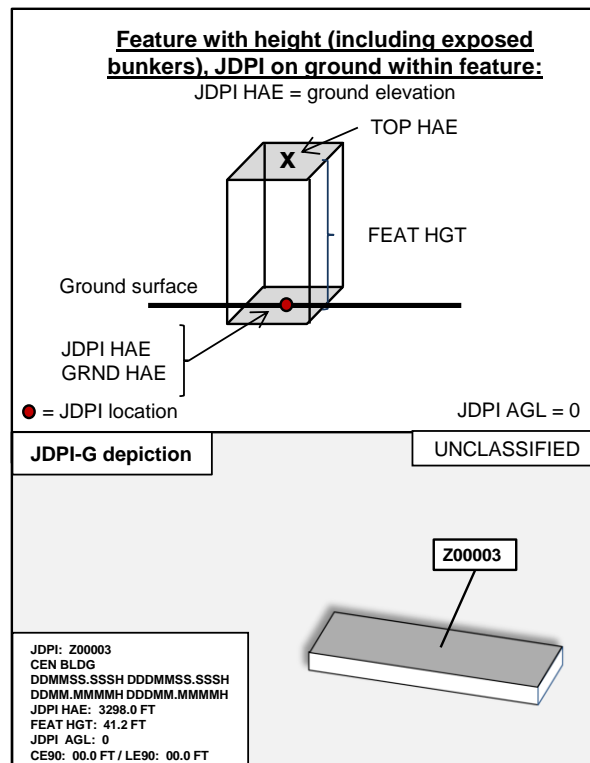 Feature with height (including exposed
bunkers), JDPI on ground within feature:
JDPI HAE = ground elevation
TOP HAE
X
FEAT HGT
Ground surface
JDPI HAE
GRND HAE
= JDPI location
JDPI AGL = 0
JDPI-G depiction
UNCLASSIFIED
Z00003
JDPI: Z00003
CEN BLDG
DDMMSS.SSSH DDDMMSS.SSSH
DDMM.MMMMH DDDMM.MMMMH
JDPI HAE: 3298.0 FT
FEAT HGT: 41.2 FT
JDPI AGL: 0
CE90: 00.0 FT / LE90: 00.0 FT